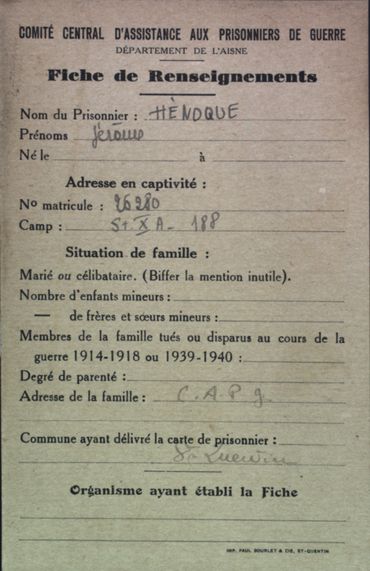 COMITÉ CENTRAL D'ASSISTANCE AUX PRISONNIERS DE GUERRE
DÉPARTEMENT DE L'AISNE
Fiche de Renseignements
Nom du Prisonnier : HÈNOQUE
Prénoms Jérôme
Né le à
Adresse en captivité :
No matricule : 26280
Camp : St. X A - 188
Situation de famille :
Marié ou célibataire. (Biffer la mention inutile).
Nombre d'enfants mineurs :
— de frères et sœurs mineurs :
Membres de la famille tués ou disparus au cours de la
guerre 1914-1918 ou 1939-1940 :
Degré de parenté :
Adresse de la famille : C. A. P. g
Commune ayant délivré la carte de prisonnier :
St Quentin
Organisme ayant établi la Fiche
IMP. PAUL BOURLET & CIE, ST-QUENTIN